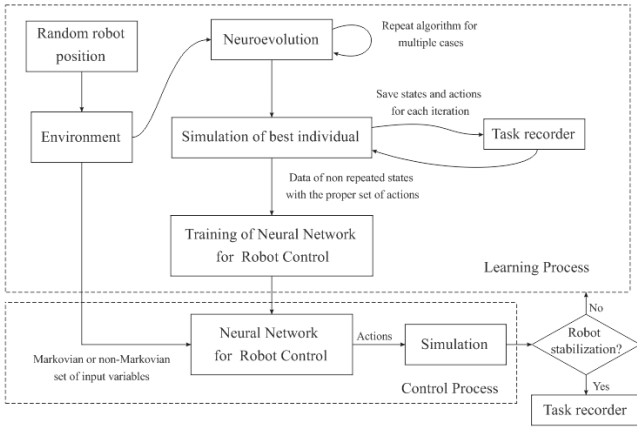 Random robot
position
Neuroevolution
Repeat algorithm for
multiple cases
Environment
Simulation of best individual
Save states and actions
for each iteration
Task recorder
Data of non repeated states
with the proper set of actions
Training of Neural Network
for Robot Control
Learning Process
Neural Network
for Robot Control
Actions
Simulation
Robot
stabilization?
No
Yes
Markovian or non-Markovian
set of input variables
Control Process
Task recorder